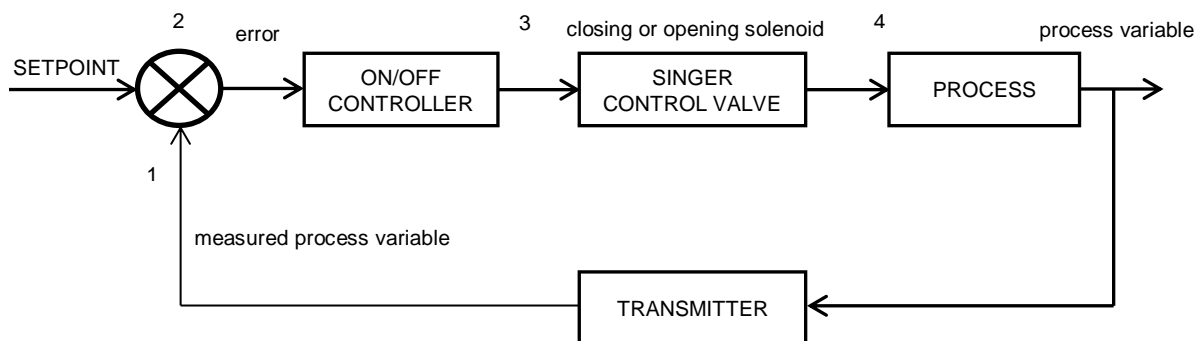 2
error
3
closing or opening solenoid
4
process variable
SETPOINT
ON/OFF
CONTROLLER
SINGER
CONTROL VALVE
PROCESS
1
measured process variable
TRANSMITTER